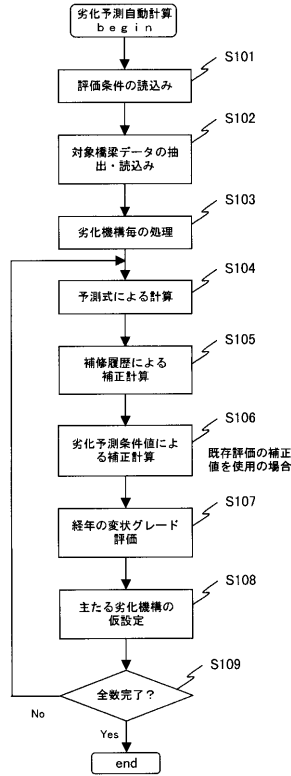 劣化予測自動計算
begin
S101
評価条件の読込み
S102
対象橋梁データの抽
出・読込み
S103
劣化機構毎の処理
S104
予測式による計算
S105
補修履歴による
補正計算
S106
劣化予測条件値によ
る補正計算
既存評価の補正
値を使用の場合
S107
経年の変状グレード
評価
S108
主たる劣化機構の
仮設定
S109
全数完了？
No
Yes
end